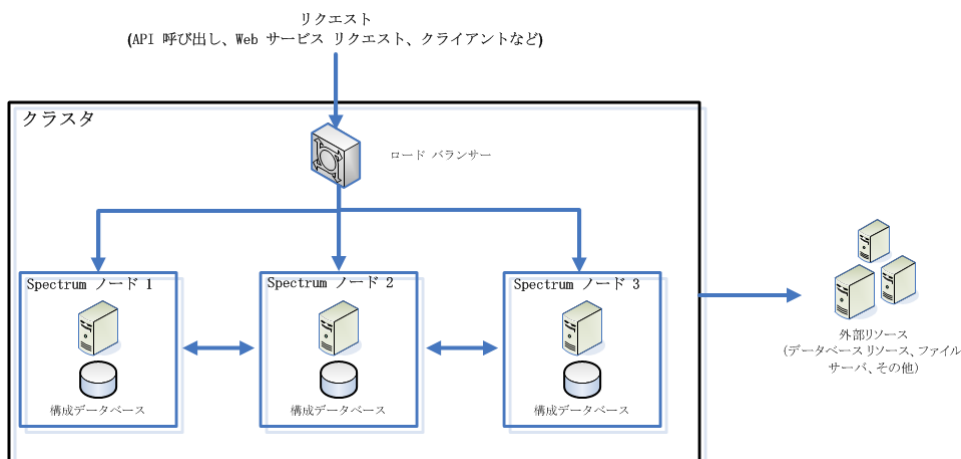 リクエスト
(API 呼び出し、Web サービス リクエスト、クライアントなど)
クラスタ
ロード バランサー
Spectrum ノード 1
Spectrum ノード 2
Spectrum ノード 3
構成データベース
構成データベース
構成データベース
外部リソース
(データベース リソース、ファイル
サーバ、その他)